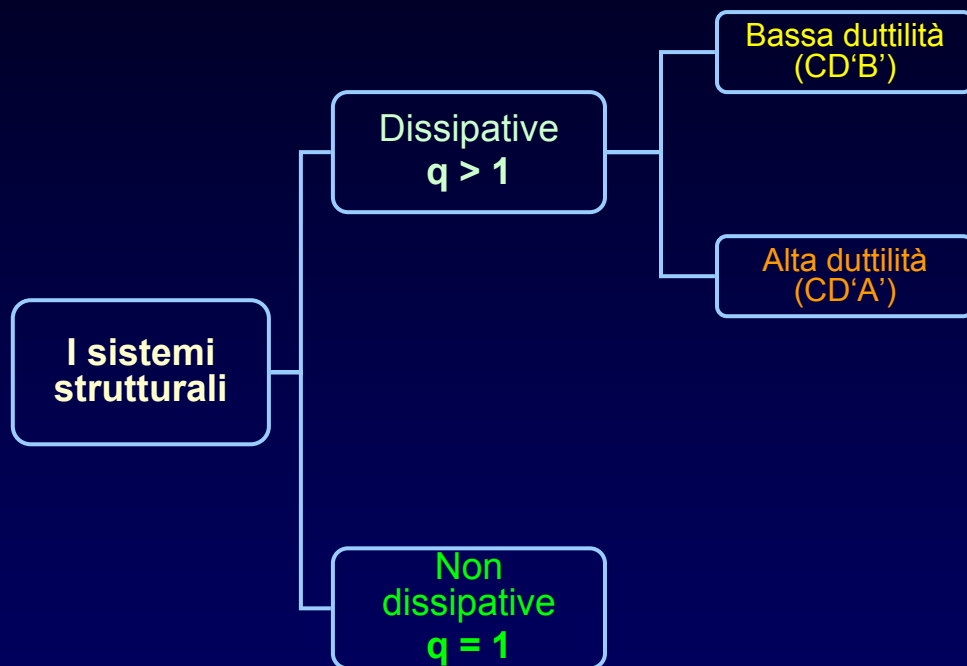 I sistemi
strutturali
Dissipative
q > 1
Bassa duttilità
(CD‘B’)
Alta duttilità
(CD‘A’)
Non
dissipative
q = 1